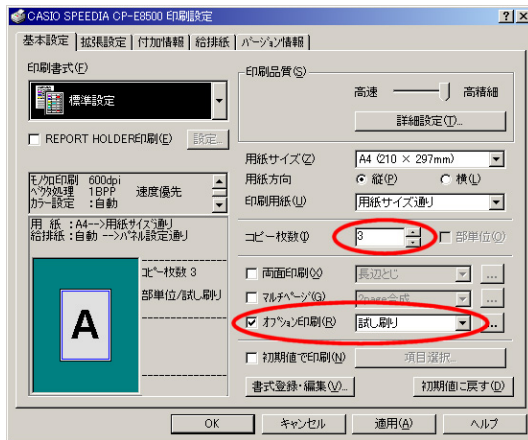 CASIO SPEEDIA CP-E8500 印刷設定
基本設定 拡張設定 付加情報 給排紙 バージョン情報
印刷書式(F)
標準設定
REPORT HOLDER印刷(E) 設定...
モノクロ印刷 600dpi
ベタ処理 1BPP 速度優先
カラー設定 :自動
用 紙 :A4-->用紙サイズ通り
給排紙 :自動 -->パネル設定通り
コピー枚数 3
部単位/試し刷り
A
印刷品質(S)
高速 高精細
詳細設定(T)...
用紙サイズ(Z) A4 (210 × 297mm)
用紙方向 縦(P) 横(L)
印刷用紙(U) 用紙サイズ通り
コピー枚数(I) 3 部単位(O)
両面印刷(X) 長辺とじ ...
マルチページ(G) 2page合成 ...
オプション印刷(R) 試し刷り ...
初期値で印刷(N) 項目選択...
書式登録・編集(V)... 初期値に戻す(D)
OK キャンセル 適用(A) ヘルプ